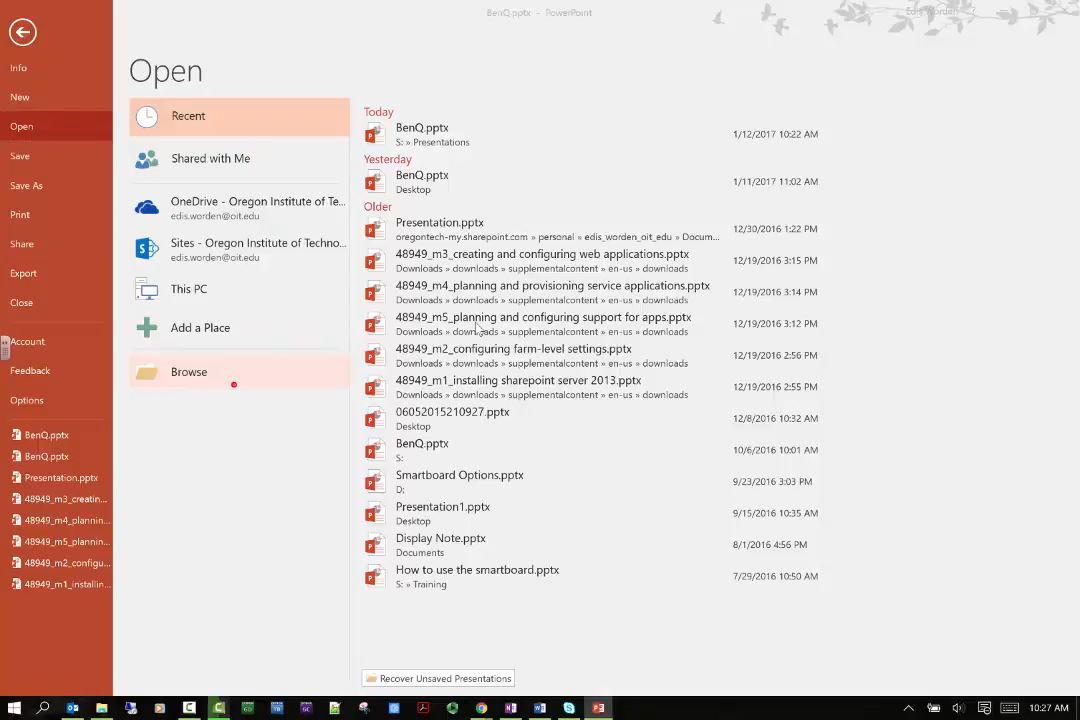 BenQ.pptx - PowerPoint
Open
Info
New
Open
Save
Save As
Print
Share
Export
Close
Account
Feedback
Options
BenQ.pptx
BenQ.pptx
Presentation.pptx
48949_m3_creatin...
48949_m4_plannin...
48949_m5_plannin...
48949_m2_configu...
48949_m1_installin...
Recent
Shared with Me
OneDrive - Oregon Institute of Te...
edis.worden@oit.edu
Sites - Oregon Institute of Techno...
edis.worden@oit.edu
This PC
Add a Place
Browse
Today
BenQ.pptx 1/12/2017 10:22 AM
S: » Presentations
Yesterday
BenQ.pptx 1/11/2017 11:02 AM
Desktop
Older
Presentation.pptx 12/30/2016 1:22 PM
oregontech-my.sharepoint.com » personal » edis_worden_oit_edu » Docum...
48949_m3_creating and configuring web applications.pptx 12/19/2016 3:15 PM
Downloads » downloads » supplementalcontent » en-us » downloads
48949_m4_planning and provisioning service applications.pptx 12/19/2016 3:14 PM
Downloads » downloads » supplementalcontent » en-us » downloads
48949_m5_planning and configuring support for apps.pptx 12/19/2016 3:12 PM
Downloads » downloads » supplementalcontent » en-us » downloads
48949_m2_configuring farm-level settings.pptx 12/19/2016 2:56 PM
Downloads » downloads » supplementalcontent » en-us » downloads
48949_m1_installing sharepoint server 2013.pptx 12/19/2016 2:55 PM
Downloads » downloads » supplementalcontent » en-us » downloads
06052015210927.pptx 12/8/2016 10:32 AM
Desktop
BenQ.pptx 10/6/2016 10:01 AM
S:
Smartboard Options.pptx 9/23/2016 3:03 PM
D:
Presentation1.pptx 9/15/2016 10:35 AM
Desktop
Display Note.pptx 8/1/2016 4:56 PM
Documents
How to use the smartboard.pptx 7/29/2016 10:50 AM
S: » Training
Recover Unsaved Presentations
10:27 AM